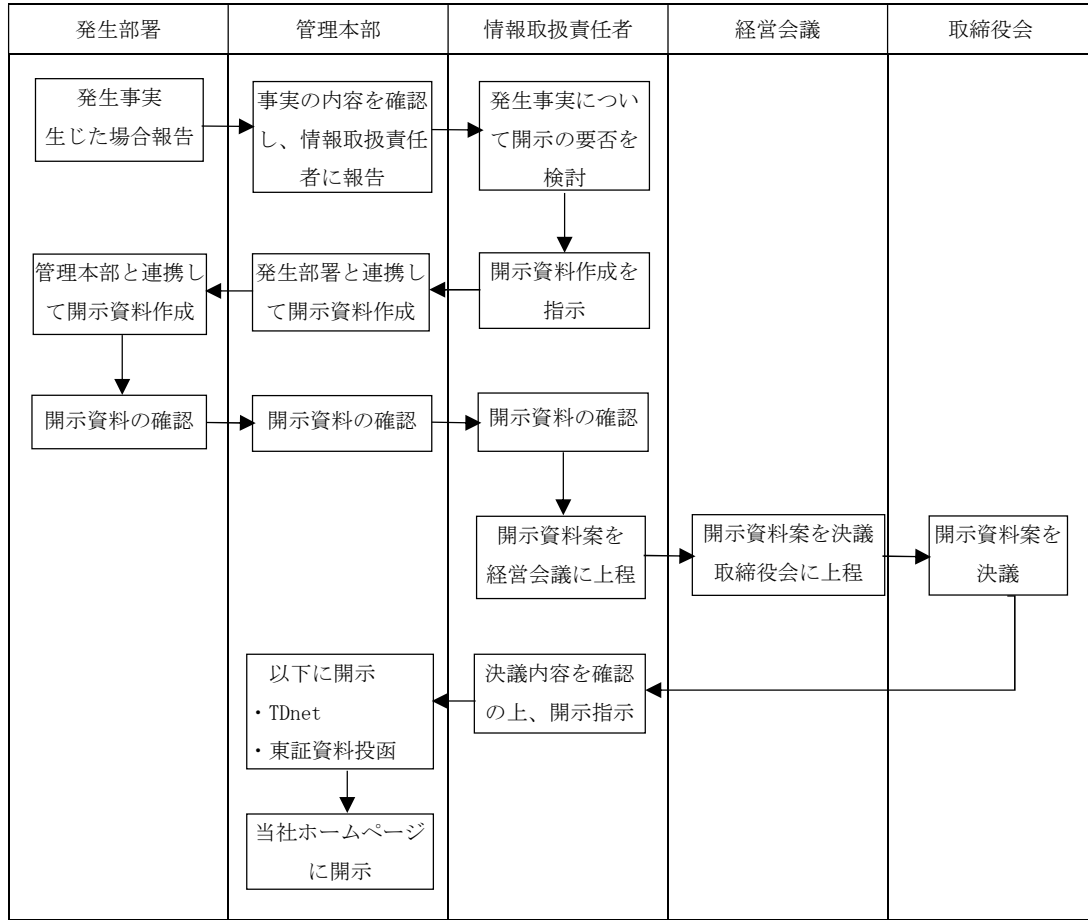 発生部署
管理本部
情報取扱責任者
経営会議
取締役会
発生事実
生じた場合報告
事実の内容を確認
し、情報取扱責任
者に報告
発生事実につい
て開示の要否を
検討
管理本部と連携し
て開示資料作成
発生部署と連携し
て開示資料作成
開示資料作成を
指示
開示資料の確認
開示資料の確認
開示資料の確認
開示資料案を
経営会議に上程
開示資料案を決議
取締役会に上程
開示資料案を
決議
以下に開示
・TDnet
・東証資料投函
決議内容を確認
の上、開示指示
当社ホームページ
に開示